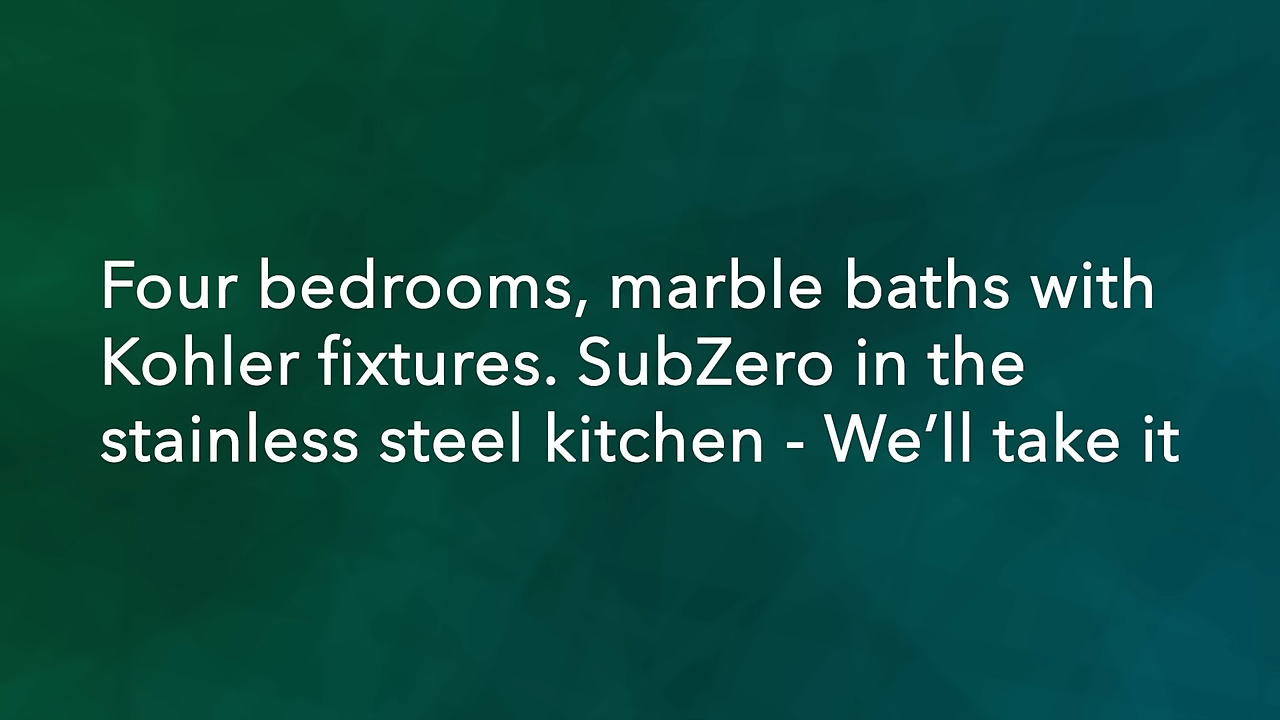 Four bedrooms, marble baths with
Kohler fixtures. SubZero in the
stainless steel kitchen - We’ll take it